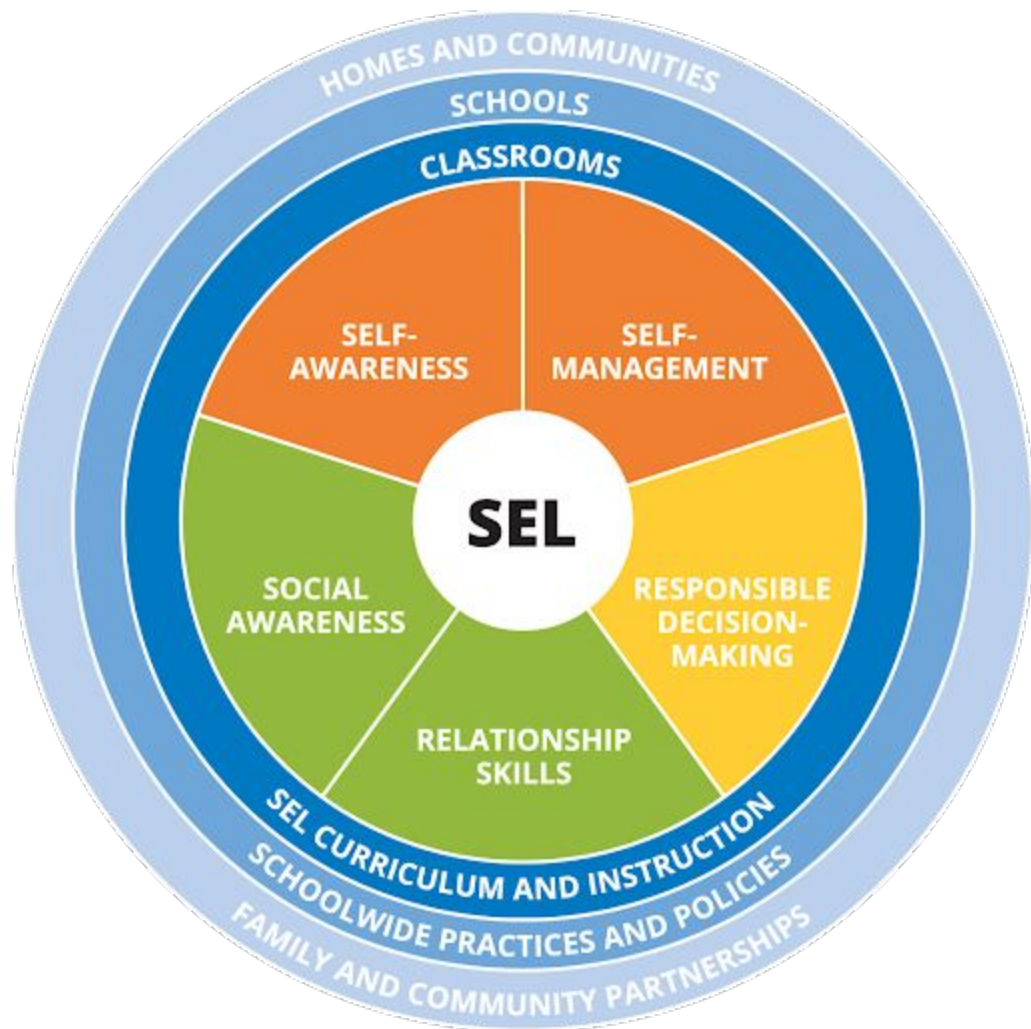 HOMES AND COMMUNITIES
SCHOOLS
CLASSROOMS
SELF-
AWARENESS
SELF-
MANAGEMENT
SEL
SOCIAL
AWARENESS
RESPONSIBLE
DECISION-
MAKING
RELATIONSHIP
SKILLS
SEL CURRICULUM AND INSTRUCTION
SCHOOLWIDE PRACTICES AND POLICIES
FAMILY AND COMMUNITY PARTNERSHIPS